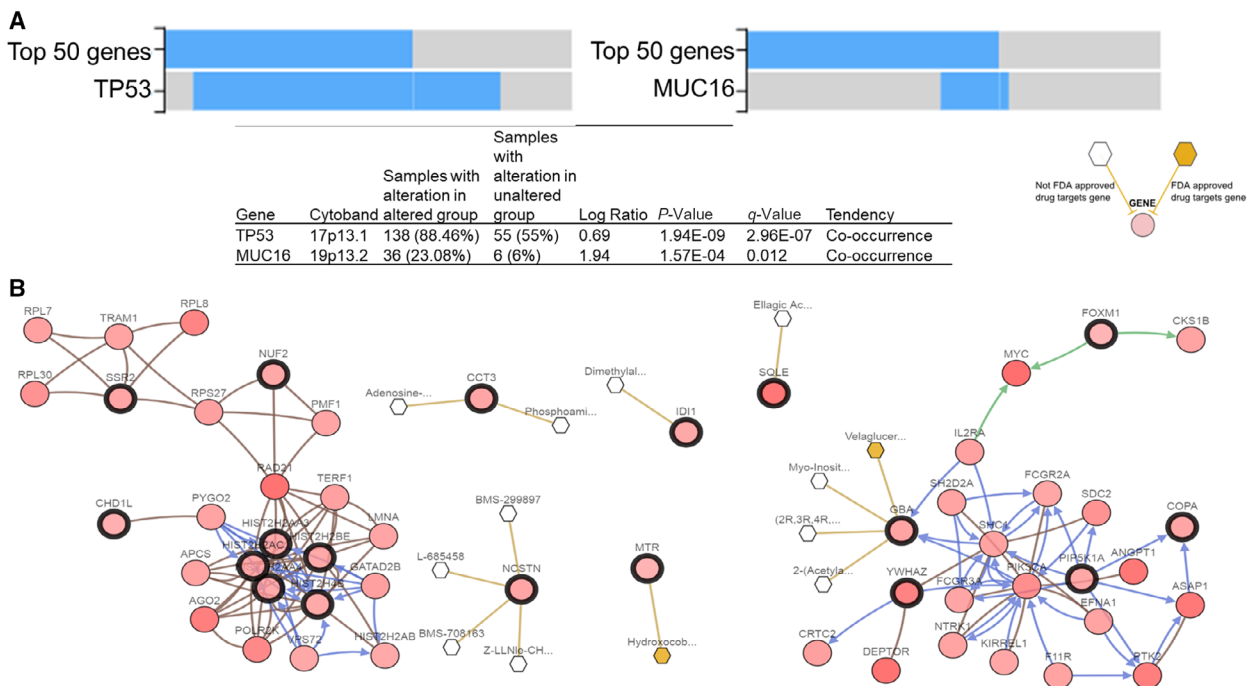 A
Top 50 genes
TP53
Top 50 genes
MUC16
Gene Cytoband Samples with alteration in altered group Samples with alteration in unaltered group Log Ratio P-Value q-Value Tendency
TP53 17p13.1 138 (88.46%) 55 (55%) 0.69 1.94E-09 2.96E-07 Co-occurrence
MUC16 19p13.2 36 (23.08%) 6 (6%) 1.94 1.57E-04 0.012 Co-occurrence
Not FDA approved
drug targets gene
FDA approved
drug targets gene
GENE
B
RPL7
TRAM1
RPL8
RPL30
SSR2
RPS27
NUF2
PMF1
RAD21
TERF1
CHD1L
PYGO2
HIST2H2AA3
LMNA
HIST2H2BE
HIST2H2AC
APCS
GATAD2B
HIST2H4B
AGO2
POLR2K
VPS72
HIST2H2AB
Adenosine-...
CCT3
Phosphoami...
Dimethylal...
IDI1
Ellagic Ac...
SQLE
BMS-299897
L-685458
NCSTN
BMS-708163
Z-LLNle-CH...
MTR
Hydroxocob...
FOXM1
CKS1B
MYC
IL2RA
Velaglucer...
Myo-Inosit...
(2R,3R,4R,...
2-(Acetyla...
GBA
SH2D2A
FCGR2A
SDC2
SHC1
COPA
PIP5K1A
ANGPT1
YWHAZ
FCGR3A
ASAP1
EFNA1
NTRK1
KIRREL1
CRTC2
DEPTOR
F11R
PTK2